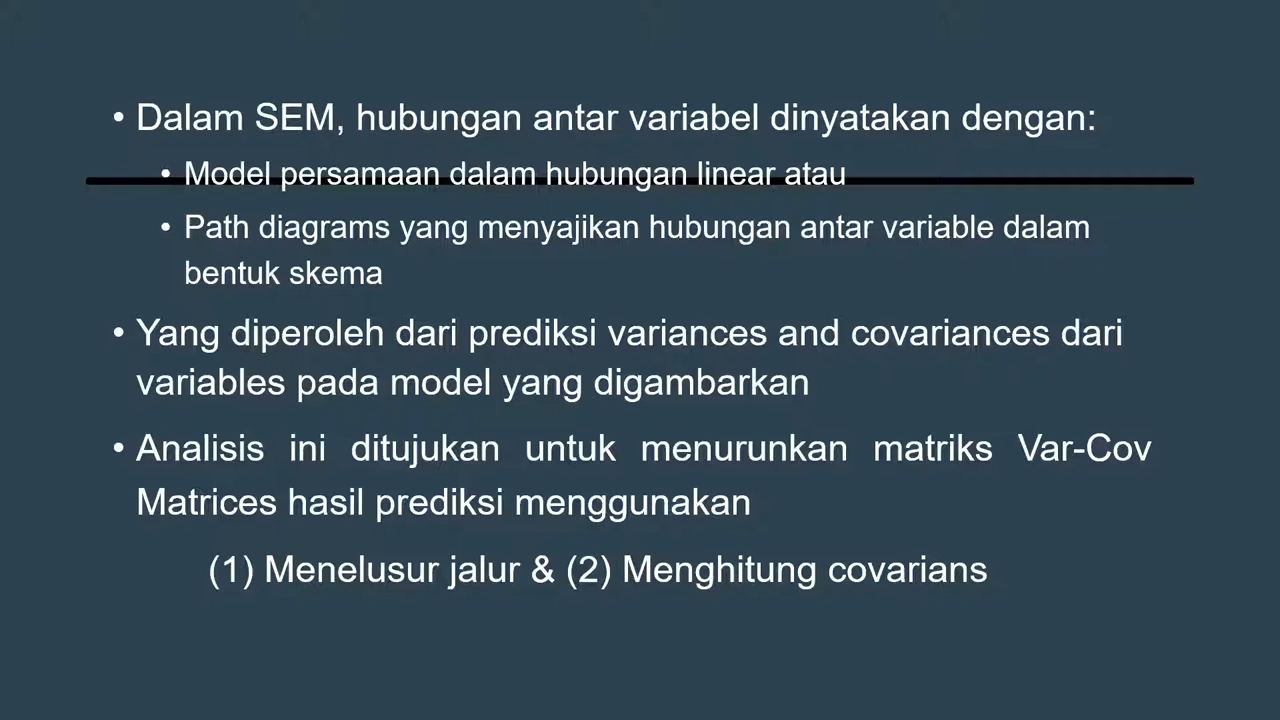 • Dalam SEM, hubungan antar variabel dinyatakan dengan:
• Model persamaan dalam hubungan linear atau
• Path diagrams yang menyajikan hubungan antar variable dalam
bentuk skema
• Yang diperoleh dari prediksi variances and covariances dari
variables pada model yang digambarkan
• Analisis ini ditujukan untuk menurunkan matriks Var-Cov
Matrices hasil prediksi menggunakan
(1) Menelusur jalur & (2) Menghitung covarians